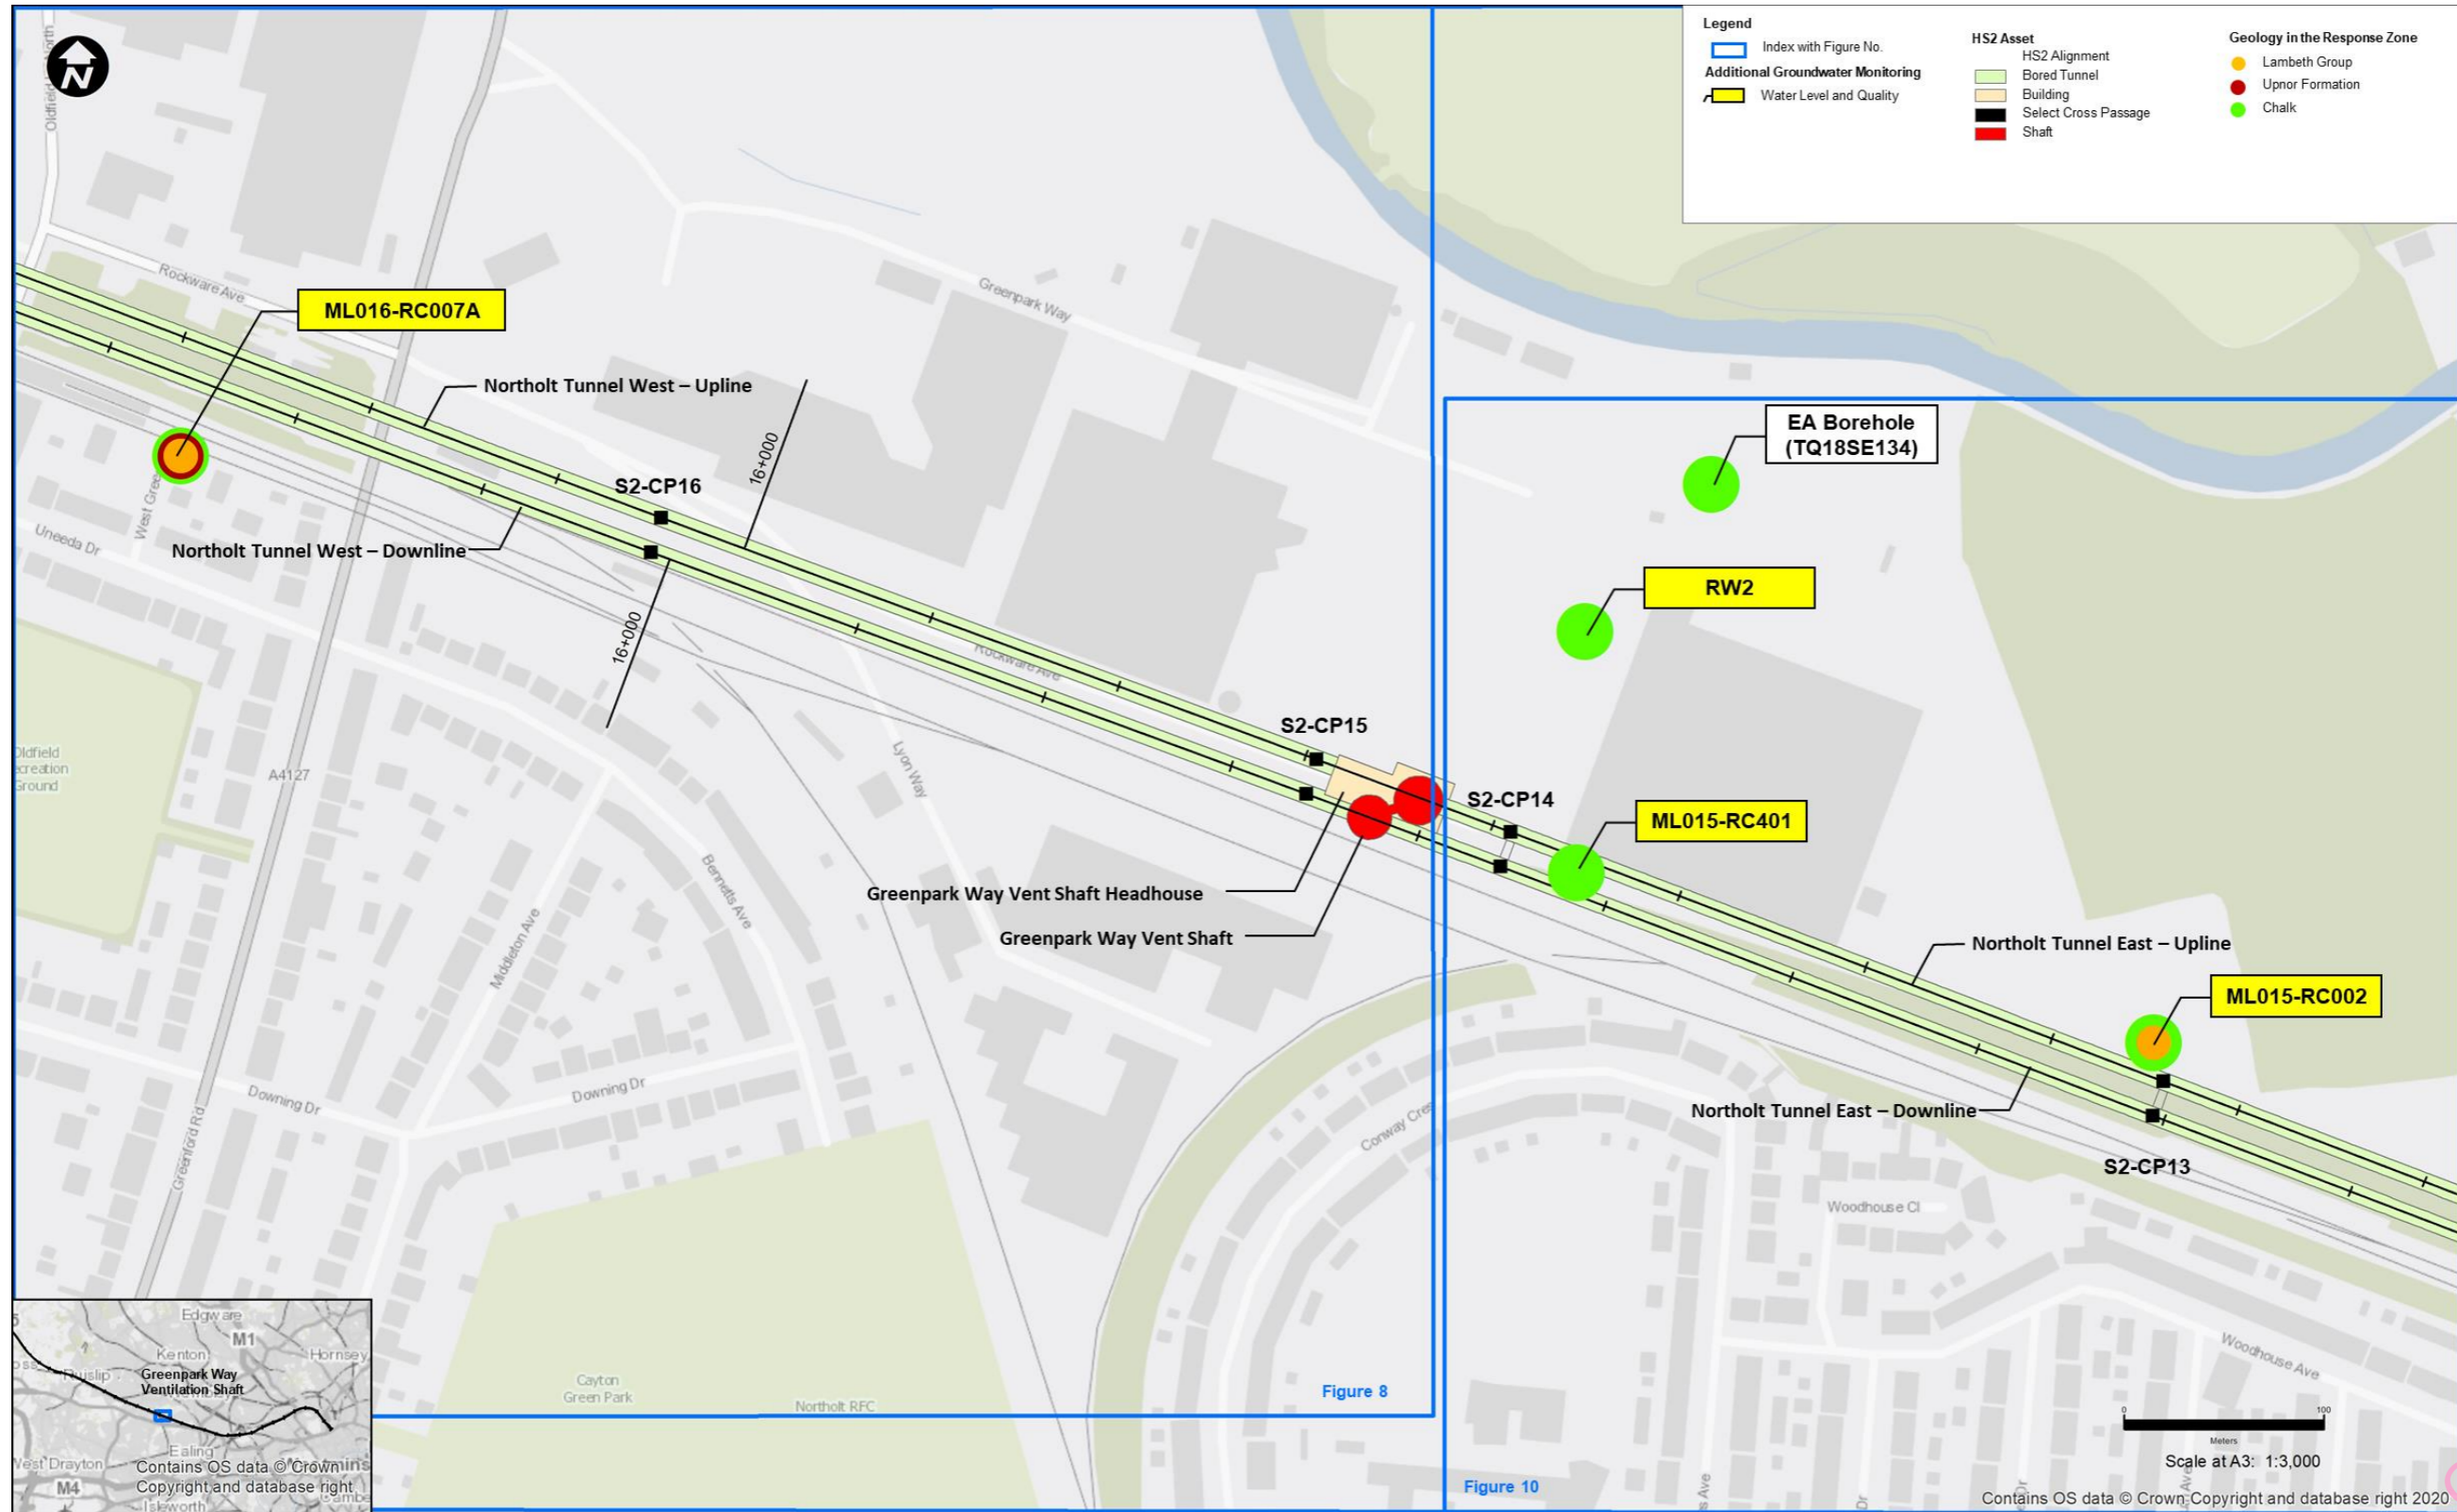 N
Oldfield Ln North
Legend
Index with Figure No.
Additional Groundwater Monitoring
Water Level and Quality
HS2 Asset
HS2 Alignment
Bored Tunnel
Building
Select Cross Passage
Shaft
Geology in the Response Zone
Lambeth Group
Upnor Formation
Chalk
Rockware Ave
ML016-RC007A
Greenpark Way
Northolt Tunnel West – Upline
EA Borehole
(TQ18SE134)
16+000
S2-CP16
Uneeda Dr
Northolt Tunnel West – Downline
RW2
16+000
Rockware Ave
S2-CP15
A4127
Lyon Way
S2-CP14
ML015-RC401
Bennetts Ave
Greenpark Way Vent Shaft Headhouse
Greenpark Way Vent Shaft
Middleton Ave
Northolt Tunnel East – Upline
ML015-RC002
Downing Dr
Downing Dr
Greenford Rd
Conway Cres
Northolt Tunnel East – Downline
S2-CP13
Woodhouse Cl
Woodhouse Ave
Cayton
Green Park
Northolt RFC
Figure 8
Figure 10
Edgware
M1
Kenton
Hornsey
Ruislip
Greenpark Way
Ventilation Shaft
Ealing
West Drayton
Contains OS data © Crown
Copyright and database right
M4
Isleworth
0 100
Meters
Scale at A3: 1:3,000
Contains OS data © Crown Copyright and database right 2020